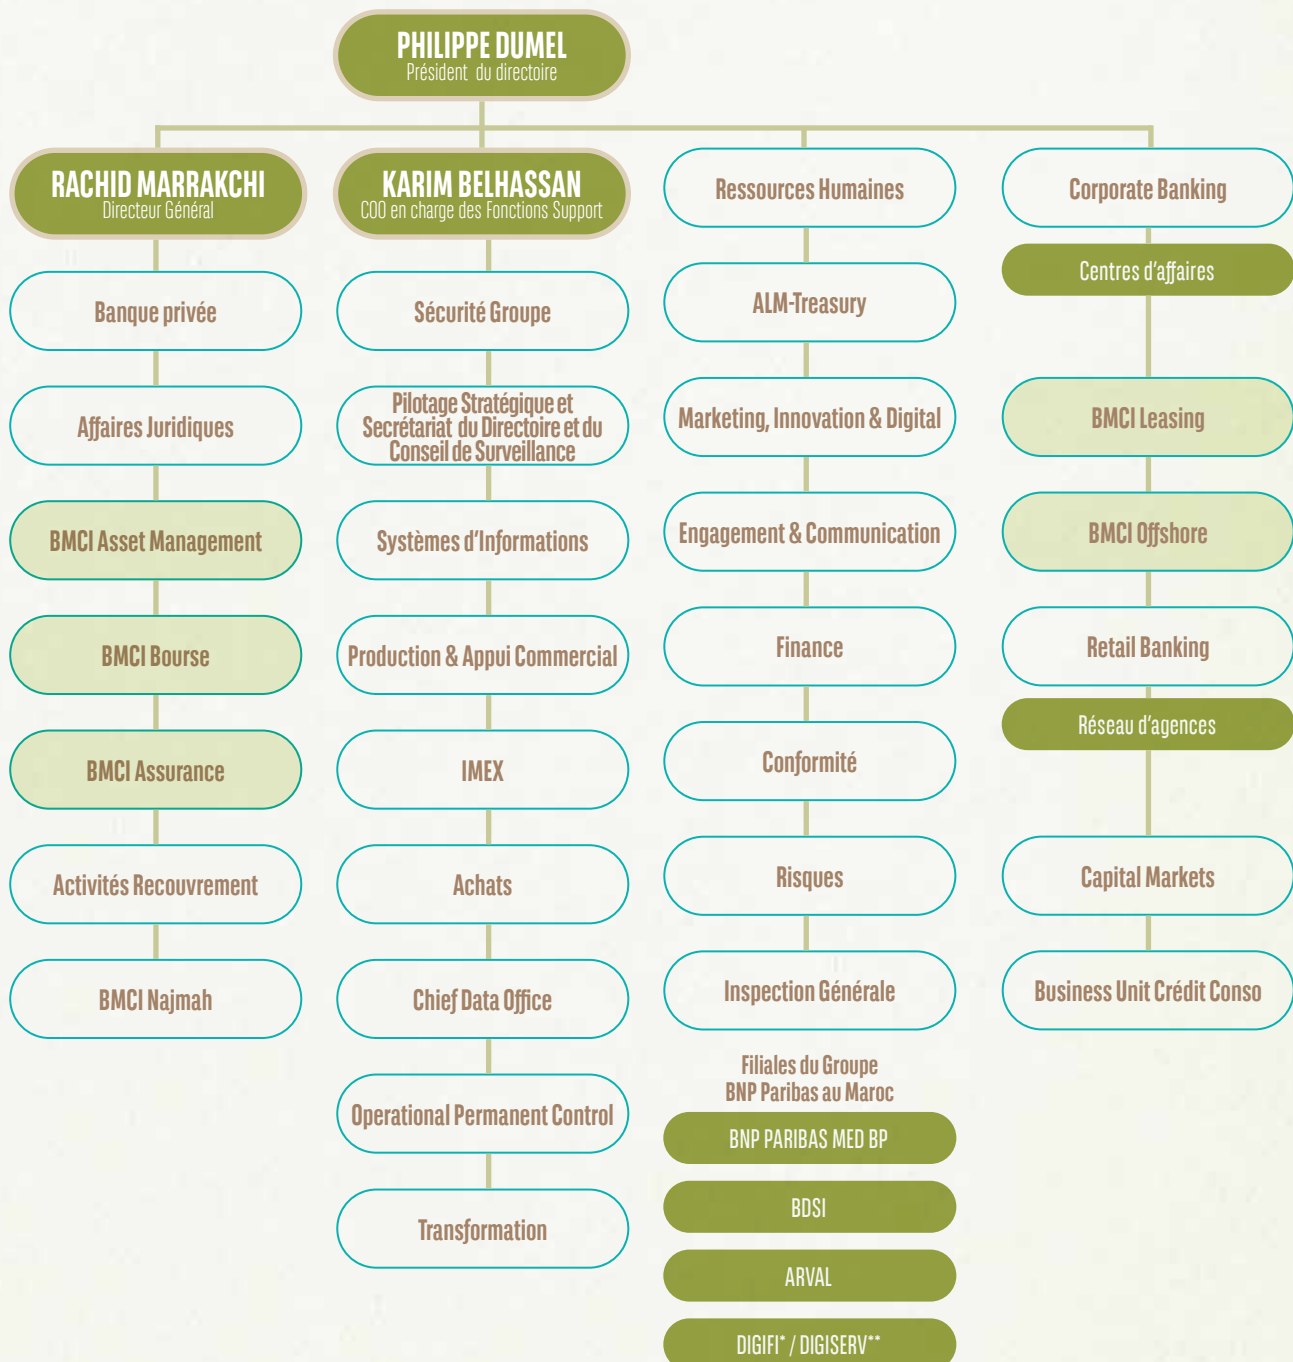 PHILIPPE DUMEL
Président du directoire
RACHID MARRAKCHI
Directeur Général
Banque privée
Affaires Juridiques
BMCI Asset Management
BMCI Bourse
BMCI Assurance
Activités Recouvrement
BMCI Najmah
KARIM BELHASSAN
COO en charge des Fonctions Support
Sécurité Groupe
Pilotage Stratégique et
Secrétariat du Directoire et du
Conseil de Surveillance
Systèmes d'Informations
Production & Appui Commercial
IMEX
Achats
Chief Data Office
Operational Permanent Control
Transformation
Ressources Humaines
ALM-Treasury
Marketing, Innovation & Digital
Engagement & Communication
Finance
Conformité
Risques
Inspection Générale
Filiales du Groupe
BNP Paribas au Maroc
BNP PARIBAS MED BP
BDSI
ARVAL
DIGIFI* / DIGISERV**
Corporate Banking
Centres d'affaires
BMCI Leasing
BMCI Offshore
Retail Banking
Réseau d'agences
Capital Markets
Business Unit Crédit Conso